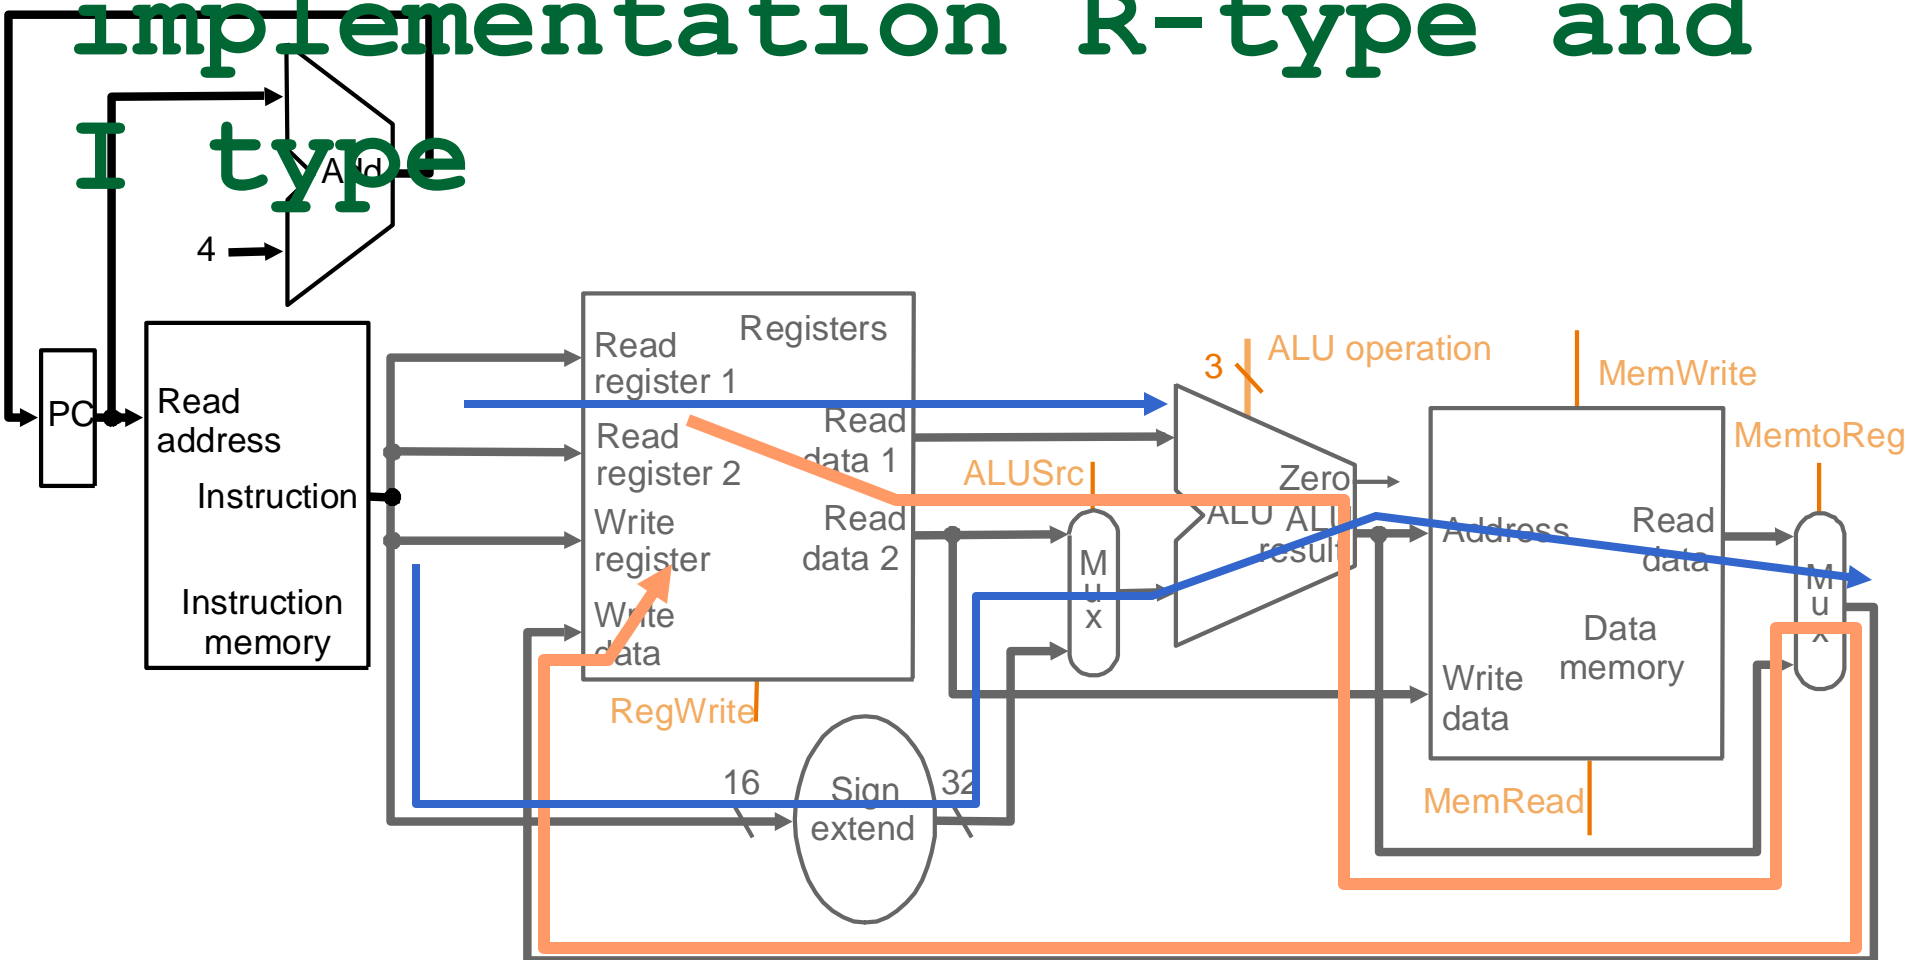 implementation R-type and
I type
Add
4
PC
Read
address
Instruction
Instruction
memory
Registers
Read
register 1
Read
register 2
Write
register
Write
data
Read
data 1
Read
data 2
RegWrite
16
Sign
extend
32
ALUSrc
M
u
x
3
ALU operation
Zero
ALU
ALU
result
MemWrite
Address
Read
data
Data
memory
Write
data
MemRead
MemtoReg
M
u
x